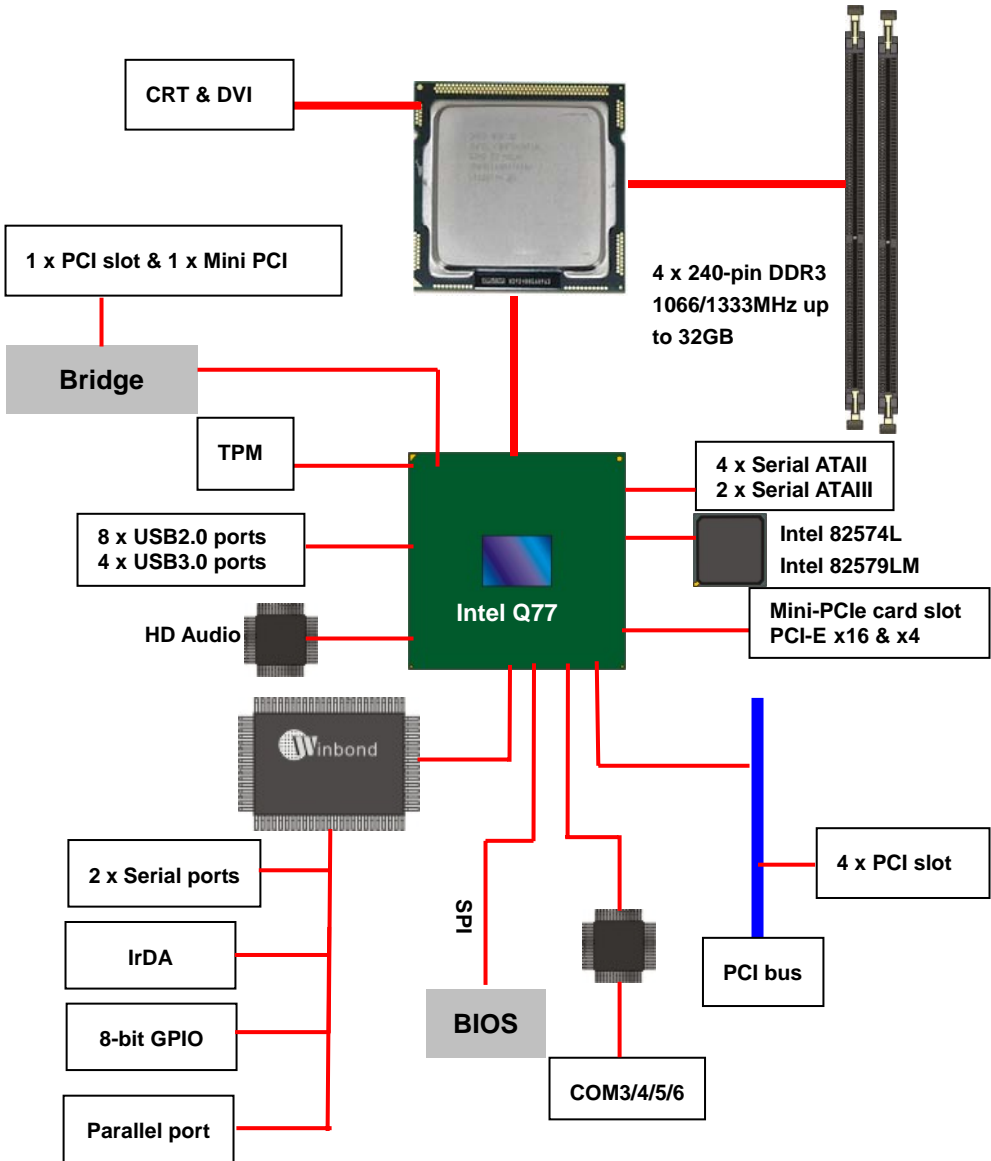 CRT & DVI
1 x PCI slot & 1 x Mini PCI
4 x 240-pin DDR3
1066/1333MHz up
to 32GB
Bridge
TPM
4 x Serial ATAII
2 x Serial ATAIII
8 x USB2.0 ports
4 x USB3.0 ports
Intel 82574L
Intel 82579LM
Intel Q77
HD Audio
Mini-PCIe card slot
PCI-E x16 & x4
Winbond
2 x Serial ports
4 x PCI slot
SPI
IrDA
PCI bus
8-bit GPIO
BIOS
COM3/4/5/6
Parallel port